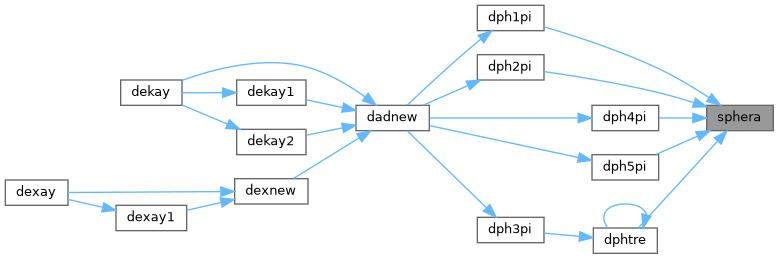 dph1pi
dph2pi
dekay
dekay1
dadnew
dph4pi
sphera
dekay2
dph5pi
dexay
dexnew
dexay1
dph3pi
dphtre